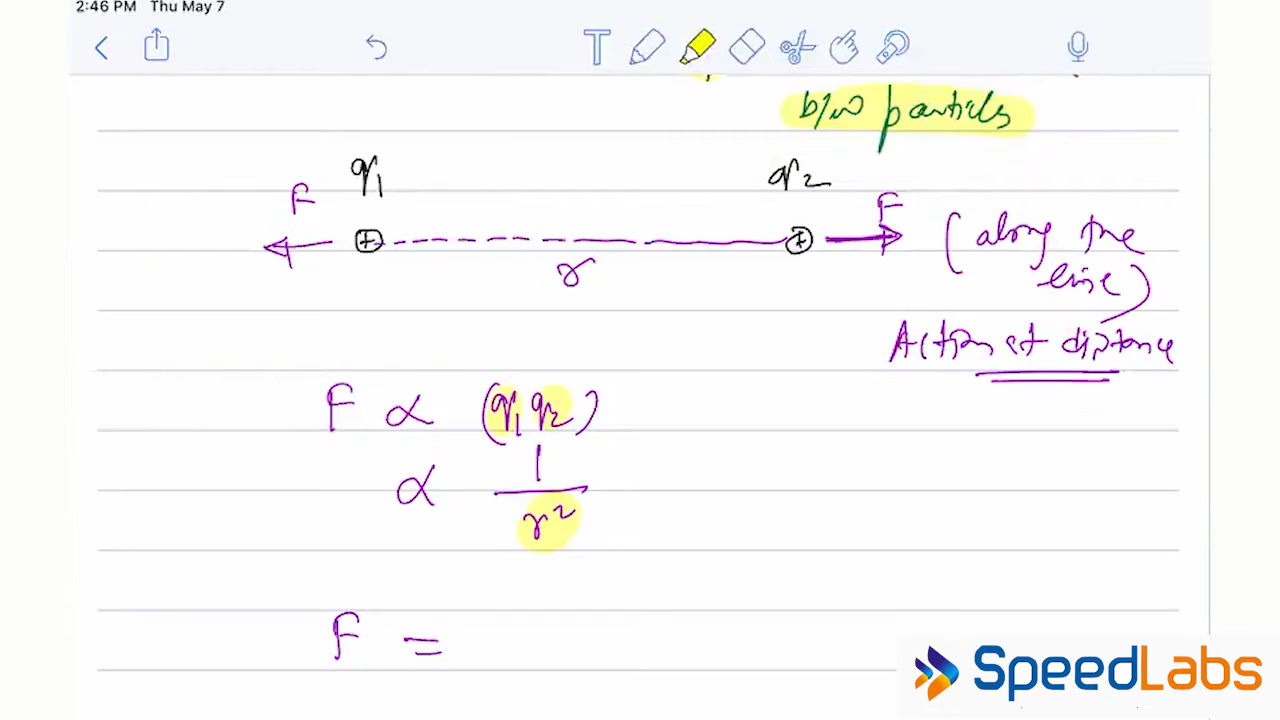 2:46 PM Thu May 7
T
b/w particles
q1 q2
F F (along the
r line)
Action at distance
F ∝ (q1 q2)
∝ 1/r²
F =
SpeedLabs